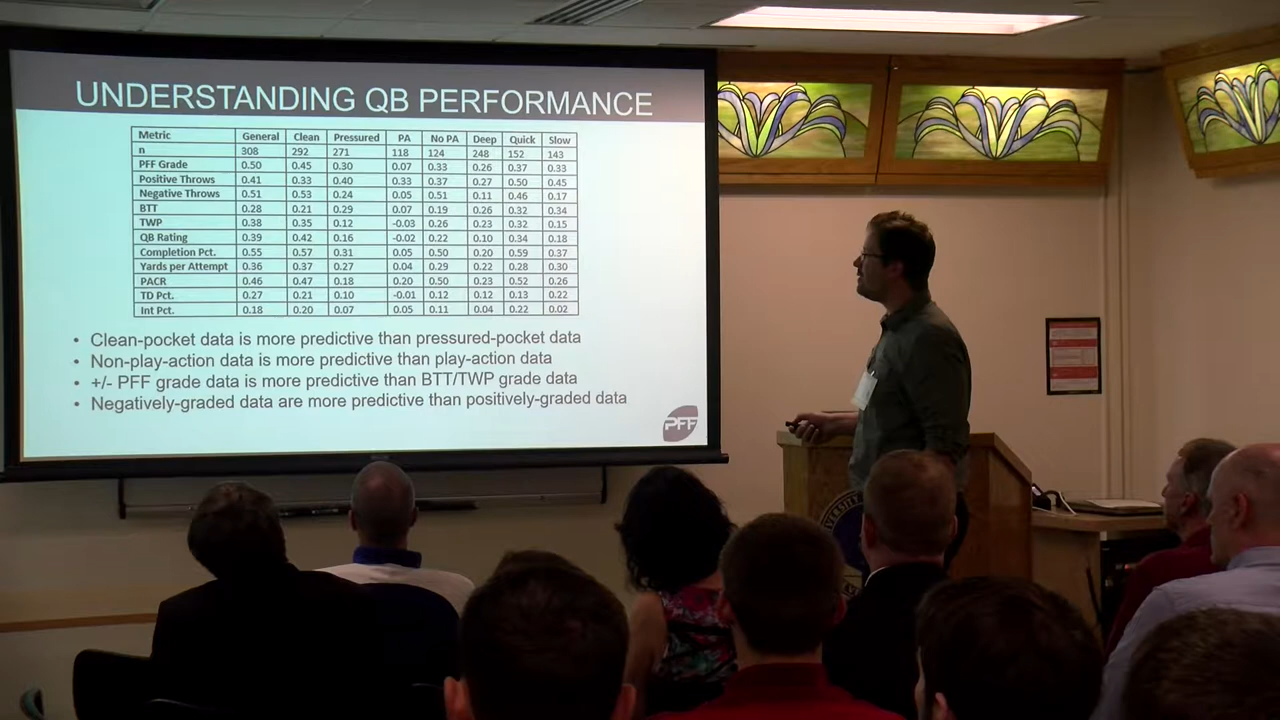 UNDERSTANDING QB PERFORMANCE
Metric General Clean Pressured PA No PA Deep Quick Slow
n 308 292 271 118 124 248 152 143
PFF Grade 0.50 0.45 0.30 0.07 0.33 0.26 0.37 0.33
Positive Throws 0.41 0.33 0.40 0.33 0.37 0.27 0.50 0.45
Negative Throws 0.51 0.53 0.24 0.05 0.51 0.11 0.46 0.17
BTT 0.28 0.21 0.29 0.07 0.19 0.26 0.32 0.34
TWP 0.38 0.35 0.12 -0.03 0.26 0.23 0.32 0.15
QB Rating 0.39 0.42 0.16 -0.02 0.22 0.10 0.34 0.18
Completion Pct. 0.55 0.57 0.31 0.05 0.50 0.20 0.59 0.37
Yards per Attempt 0.36 0.37 0.27 0.04 0.29 0.22 0.28 0.30
PACR 0.46 0.47 0.18 0.20 0.50 0.23 0.52 0.26
TD Pct. 0.27 0.21 0.10 -0.01 0.12 0.12 0.13 0.22
Int Pct. 0.18 0.20 0.07 0.05 0.11 0.04 0.22 0.02
• Clean-pocket data is more predictive than pressured-pocket data
• Non-play-action data is more predictive than play-action data
• +/- PFF grade data is more predictive than BTT/TWP grade data
• Negatively-graded data are more predictive than positively-graded data
PFF